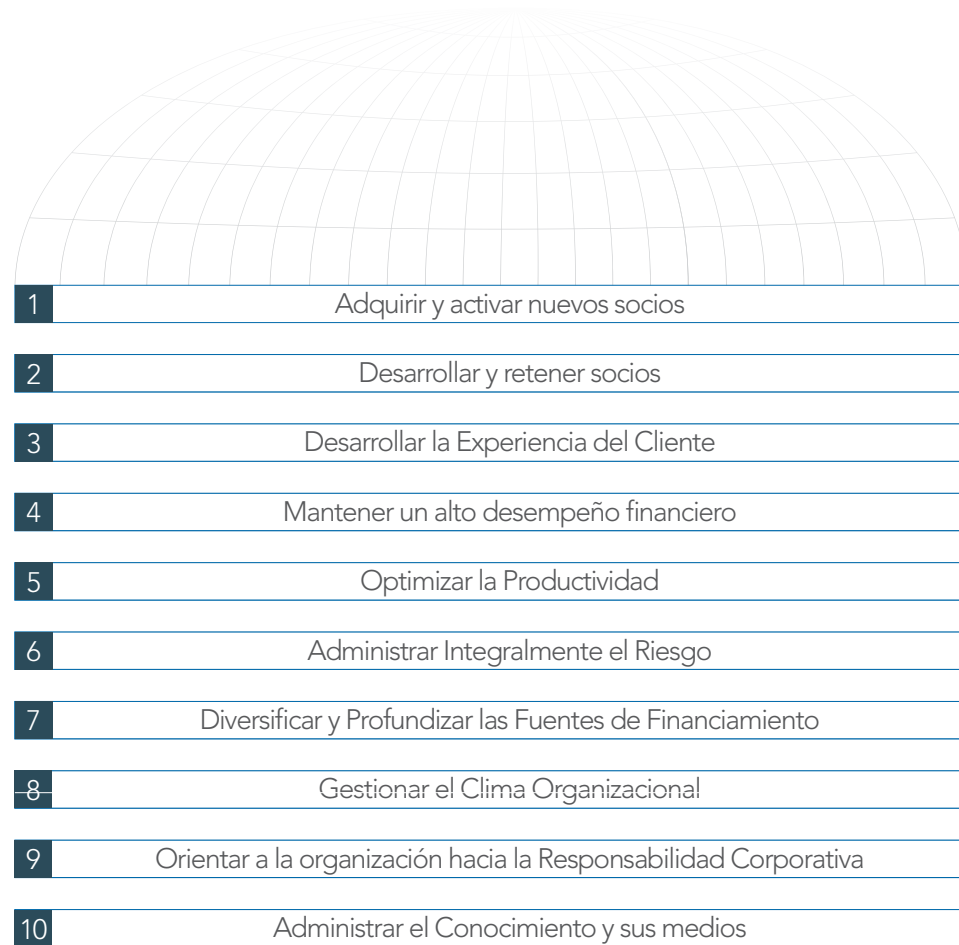 1 Adquirir y activar nuevos socios
2 Desarrollar y retener socios
3 Desarrollar la Experiencia del Cliente
4 Mantener un alto desempeño financiero
5 Optimizar la Productividad
6 Administrar Integralmente el Riesgo
7 Diversificar y Profundizar las Fuentes de Financiamiento
8 Gestionar el Clima Organizacional
9 Orientar a la organización hacia la Responsabilidad Corporativa
10 Administrar el Conocimiento y sus medios